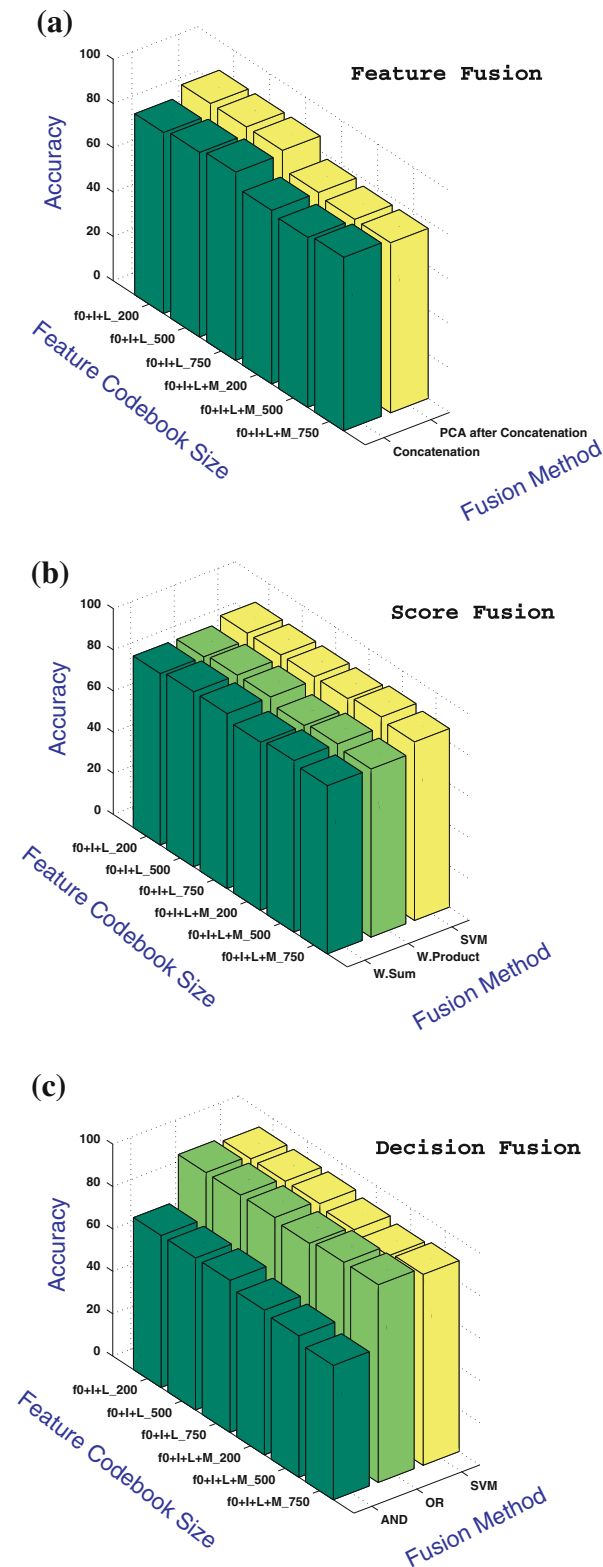 (a)
Feature Fusion
100
80
60
40
20
0
Accuracy
f0+I+L_200
f0+I+L_500
f0+I+L_750
f0+I+L+M_200
f0+I+L+M_500
f0+I+L+M_750
Feature Codebook Size
Concatenation
PCA after Concatenation
Fusion Method
(b)
Score Fusion
100
80
60
40
20
0
Accuracy
f0+I+L_200
f0+I+L_500
f0+I+L_750
f0+I+L+M_200
f0+I+L+M_500
f0+I+L+M_750
Feature Codebook Size
W.Sum
W.Product
SVM
Fusion Method
(c)
Decision Fusion
100
80
60
40
20
0
Accuracy
f0+I+L_200
f0+I+L_500
f0+I+L_750
f0+I+L+M_200
f0+I+L+M_500
f0+I+L+M_750
Feature Codebook Size
AND
OR
SVM
Fusion Method